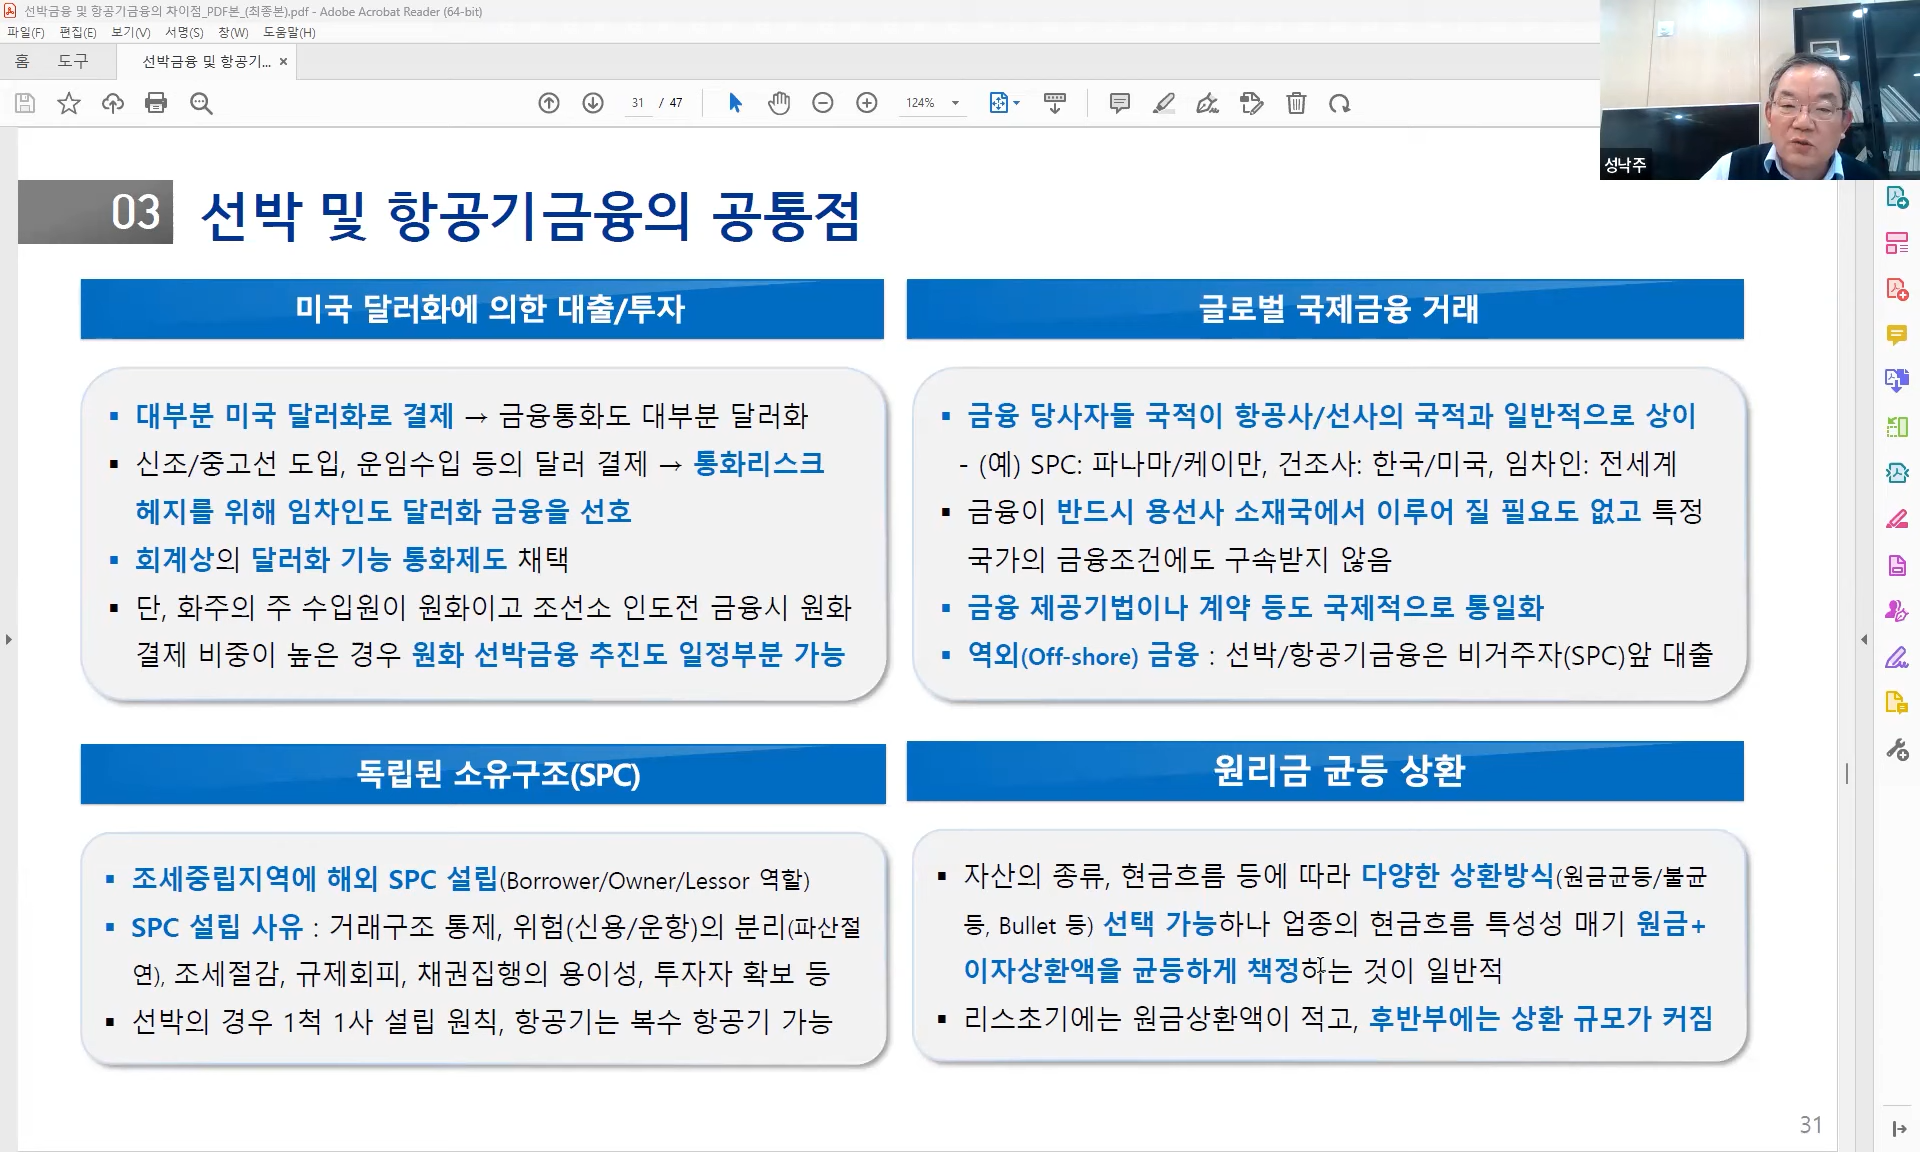 선박금융 및 항공기금융의 차이점_PDF본_(최종본).pdf - Adobe Acrobat Reader (64-bit)
파일(F) 편집(E) 보기(V) 서명(S) 창(W) 도움말(H)
홈 도구 선박금융 및 항공기... ×
31 / 47 124%
성낙주
03 선박 및 항공기금융의 공통점
미국 달러화에 의한 대출/투자
▪ 대부분 미국 달러화로 결제 → 금융통화도 대부분 달러화
▪ 신조/중고선 도입, 운임수입 등의 달러 결제 → 통화리스크
헤지를 위해 임차인도 달러화 금융을 선호
▪ 회계상의 달러화 기능 통화제도 채택
▪ 단, 화주의 주 수입원이 원화이고 조선소 인도전 금융시 원화
결제 비중이 높은 경우 원화 선박금융 추진도 일정부분 가능
글로벌 국제금융 거래
▪ 금융 당사자들 국적이 항공사/선사의 국적과 일반적으로 상이
- (예) SPC: 파나마/케이만, 건조사: 한국/미국, 임차인: 전세계
▪ 금융이 반드시 용선사 소재국에서 이루어 질 필요도 없고 특정
국가의 금융조건에도 구속받지 않음
▪ 금융 제공기법이나 계약 등도 국제적으로 통일화
▪ 역외(Off-shore) 금융 : 선박/항공기금융은 비거주자(SPC)앞 대출
독립된 소유구조(SPC)
▪ 조세중립지역에 해외 SPC 설립(Borrower/Owner/Lessor 역할)
▪ SPC 설립 사유 : 거래구조 통제, 위험(신용/운항)의 분리(파산절
연), 조세절감, 규제회피, 채권집행의 용이성, 투자자 확보 등
▪ 선박의 경우 1척 1사 설립 원칙, 항공기는 복수 항공기 가능
원리금 균등 상환
▪ 자산의 종류, 현금흐름 등에 따라 다양한 상환방식(원금균등/불균
등, Bullet 등) 선택 가능하나 업종의 현금흐름 특성성 매기 원금+
이자상환액을 균등하게 책정하는 것이 일반적
▪ 리스초기에는 원금상환액이 적고, 후반부에는 상환 규모가 커짐
31